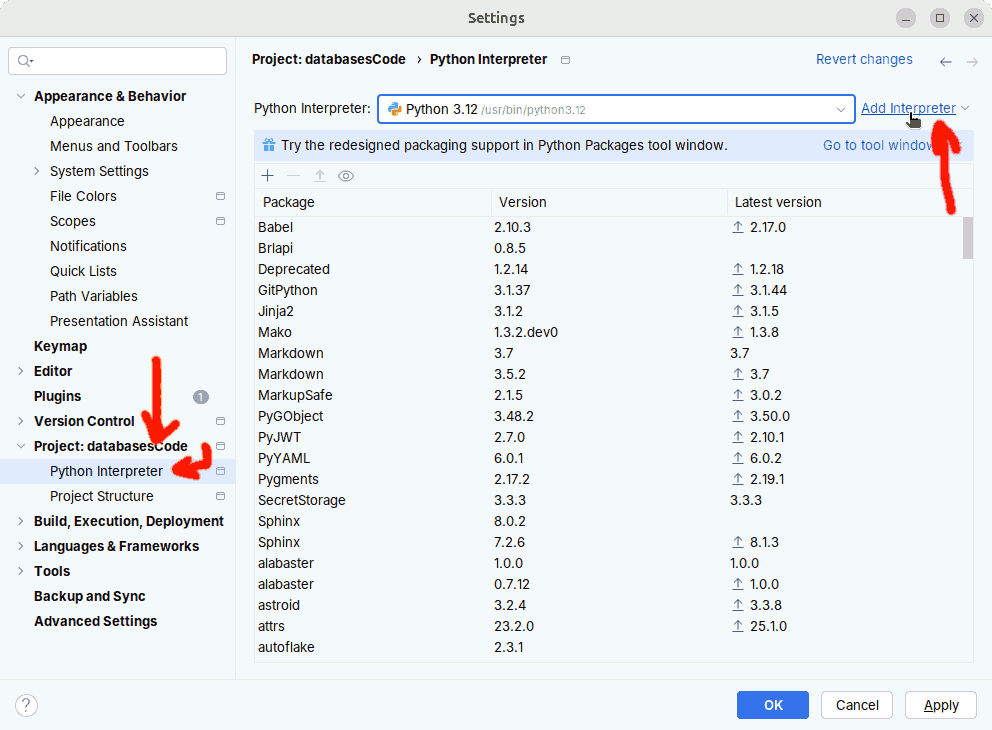 Settings
Project: databasesCode › Python Interpreter
Revert changes
Appearance & Behavior
Appearance
Menus and Toolbars
System Settings
File Colors
Scopes
Notifications
Quick Lists
Path Variables
Presentation Assistant
Keymap
Editor
Plugins 1
Version Control
Project: databasesCode
Python Interpreter
Project Structure
Build, Execution, Deployment
Languages & Frameworks
Tools
Backup and Sync
Advanced Settings
Python Interpreter: Python 3.12 /usr/bin/python3.12 Add Interpreter
Try the redesigned packaging support in Python Packages tool window. Go to tool window
Package Version Latest version
Babel 2.10.3 2.17.0
Brlapi 0.8.5
Deprecated 1.2.14 1.2.18
GitPython 3.1.37 3.1.44
Jinja2 3.1.2 3.1.5
Mako 1.3.2.dev0 1.3.8
Markdown 3.7 3.7
Markdown 3.5.2 3.7
MarkupSafe 2.1.5 3.0.2
PyGObject 3.48.2 3.50.0
PyJWT 2.7.0 2.10.1
PyYAML 6.0.1 6.0.2
Pygments 2.17.2 2.19.1
SecretStorage 3.3.3 3.3.3
Sphinx 8.0.2
Sphinx 7.2.6 8.1.3
alabaster 1.0.0 1.0.0
alabaster 0.7.12 1.0.0
astroid 3.2.4 3.3.8
attrs 23.2.0 25.1.0
autoflake 2.3.1
?
OK
Cancel
Apply